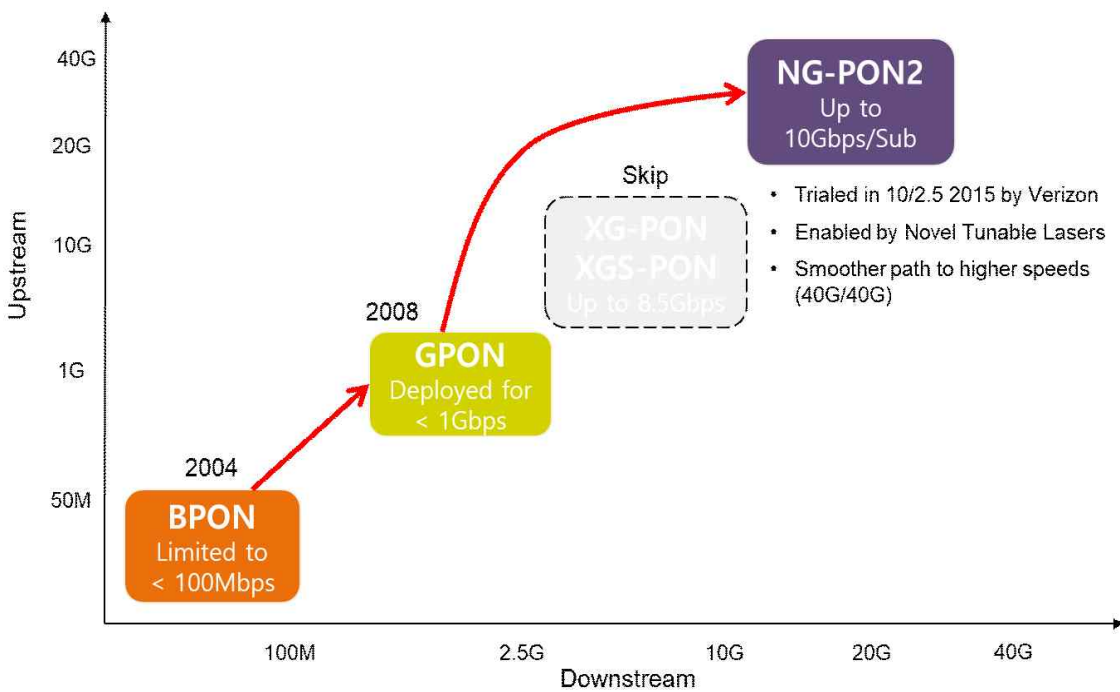 40G
NG-PON2
Up to
10Gbps/Sub
20G
Skip
• Trialed in 10/2.5 2015 by Verizon
• Enabled by Novel Tunable Lasers
• Smoother path to higher speeds
(40G/40G)
XG-PON
XGS-PON
Up to 8.5Gbps
10G
Upstream
2008
GPON
Deployed for
< 1Gbps
1G
2004
50M
BPON
Limited to
< 100Mbps
100M
2.5G
10G
20G
40G
Downstream